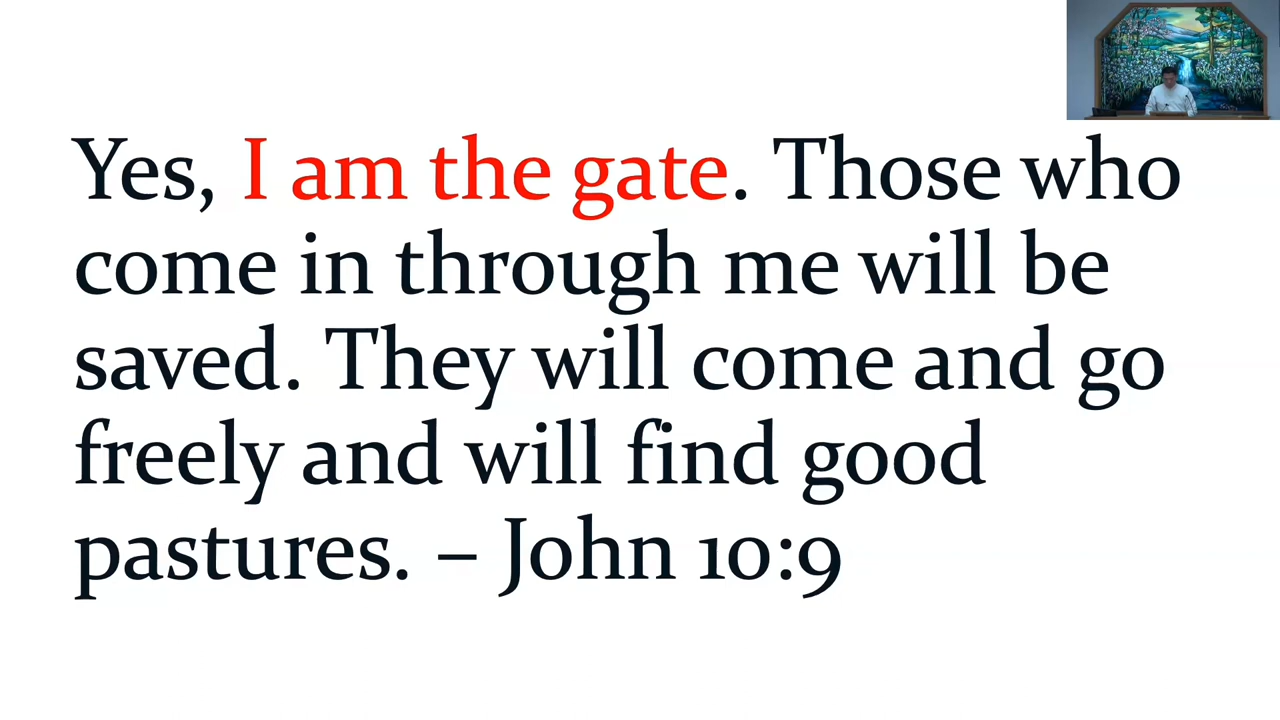 Yes, I am the gate. Those who
come in through me will be
saved. They will come and go
freely and will find good
pastures. – John 10:9